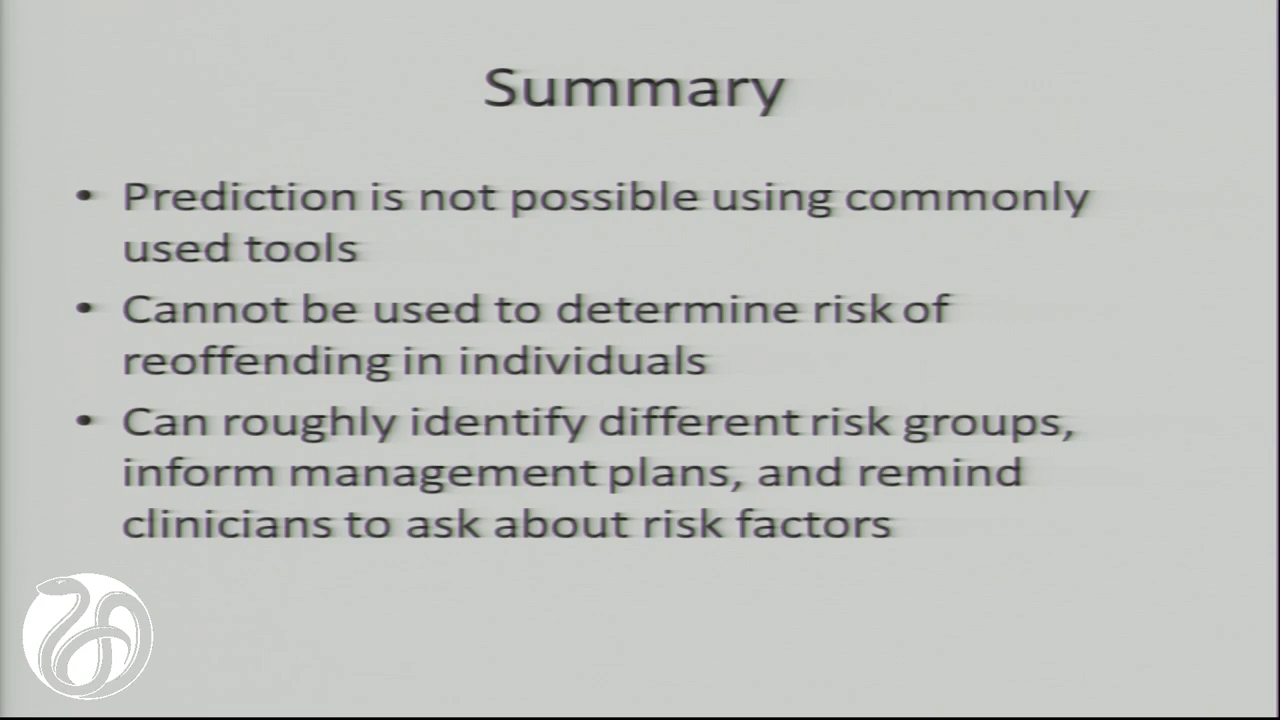 Summary
• Prediction is not possible using commonly
used tools
• Cannot be used to determine risk of
reoffending in individuals
• Can roughly identify different risk groups,
inform management plans, and remind
clinicians to ask about risk factors